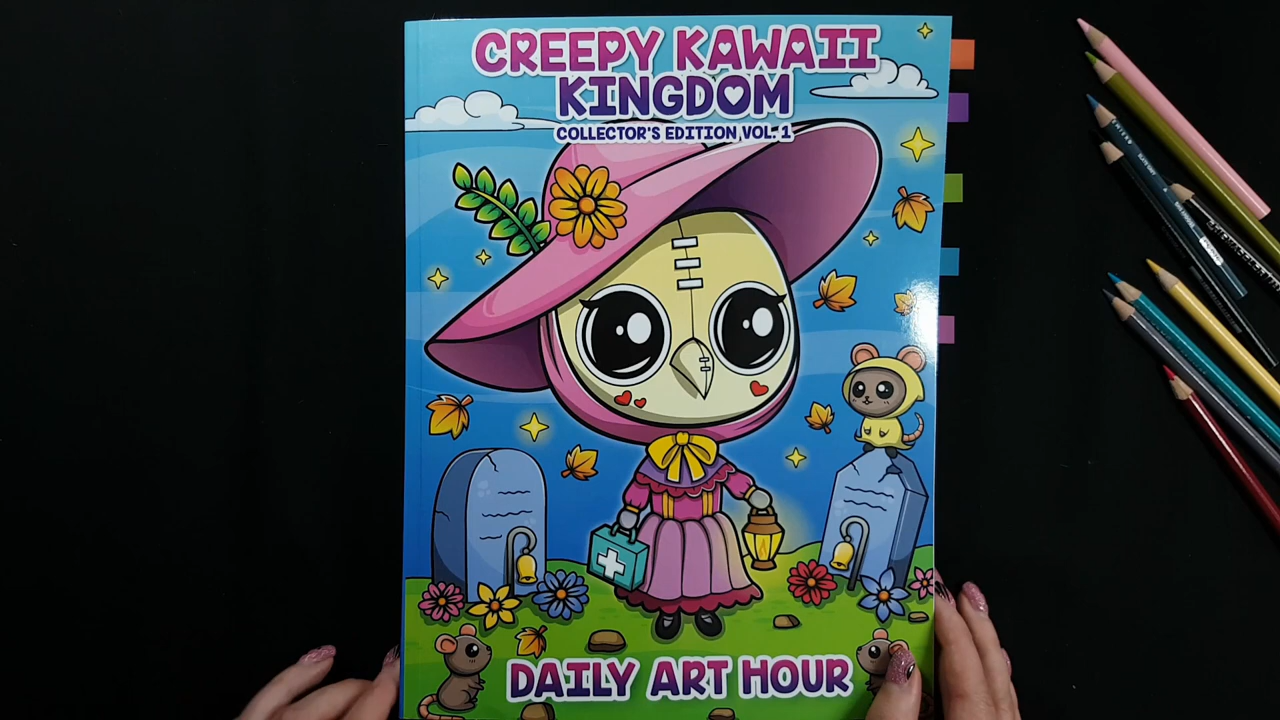 CREEPY KAWAII
KINGDOM
COLLECTOR'S EDITION VOL. 1
DAILY ART HOUR